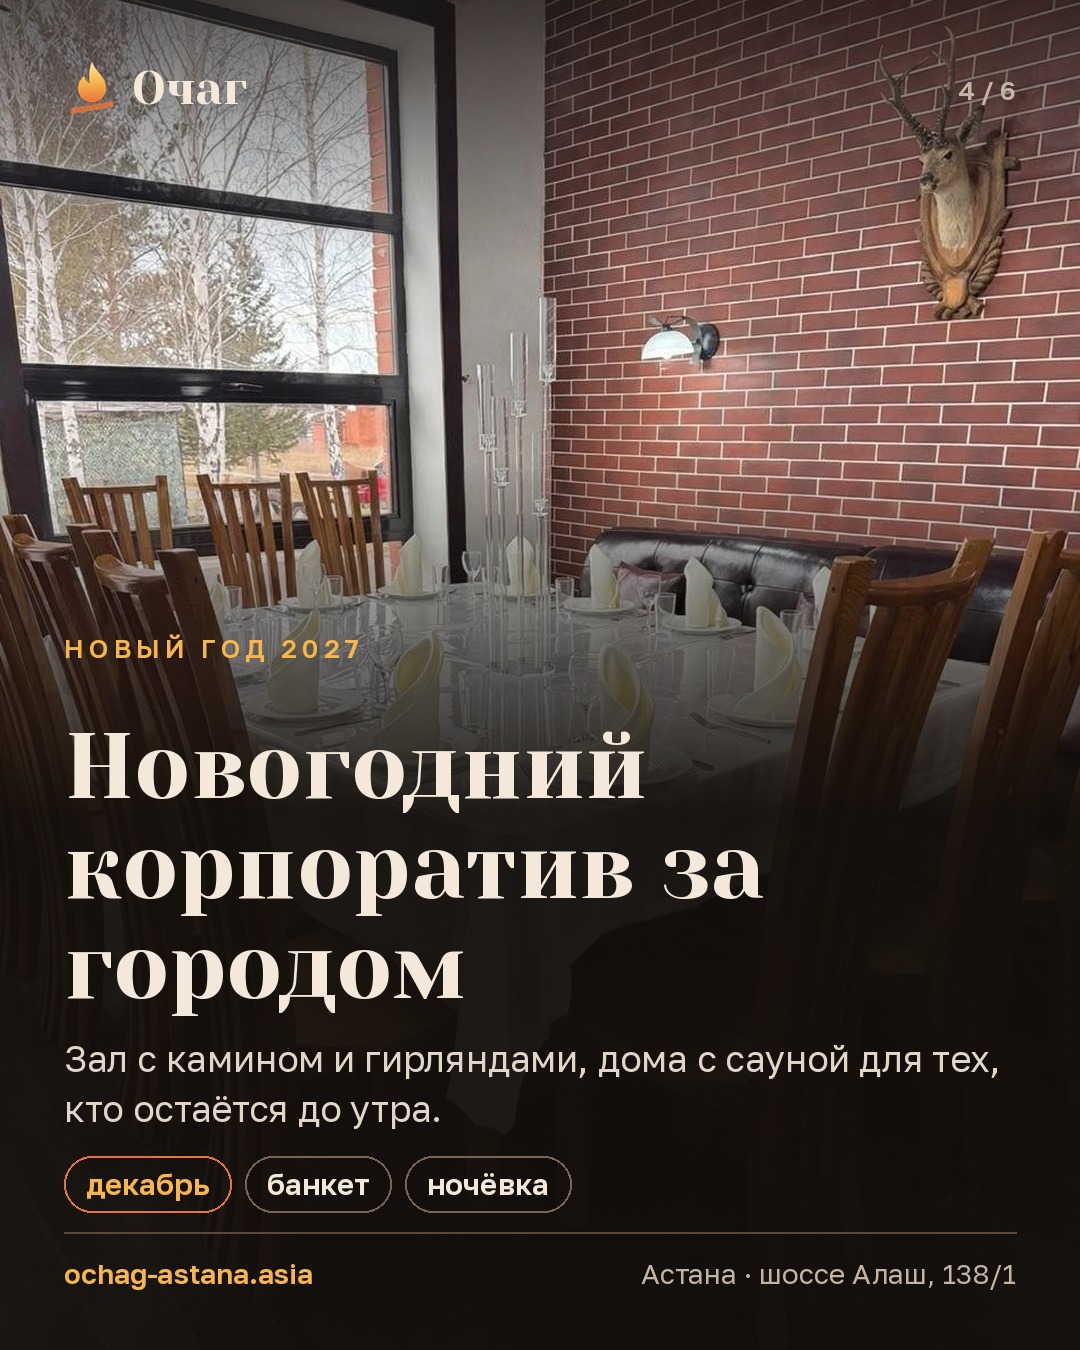 Очаг
4 / 6
НОВЫЙ ГОД 2027
Новогодний
корпоратив за
городом
Зал с камином и гирляндами, дома с сауной для тех,
кто остаётся до утра.
декабрь банкет ночёвка
ochag-astana.asia
Астана · шоссе Алаш, 138/1